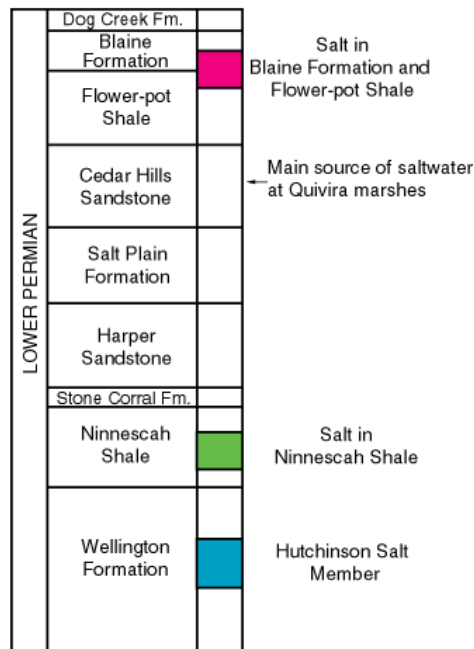 Dog Creek Fm.
Blaine
Formation
Salt in
Blaine Formation and
Flower-pot Shale
Flower-pot
Shale
Cedar Hills
Sandstone
Main source of saltwater
at Quivira marshes
LOWER PERMIAN
Salt Plain
Formation
Harper
Sandstone
Stone Corral Fm.
Ninnescah
Shale
Salt in
Ninnescah Shale
Wellington
Formation
Hutchinson Salt
Member